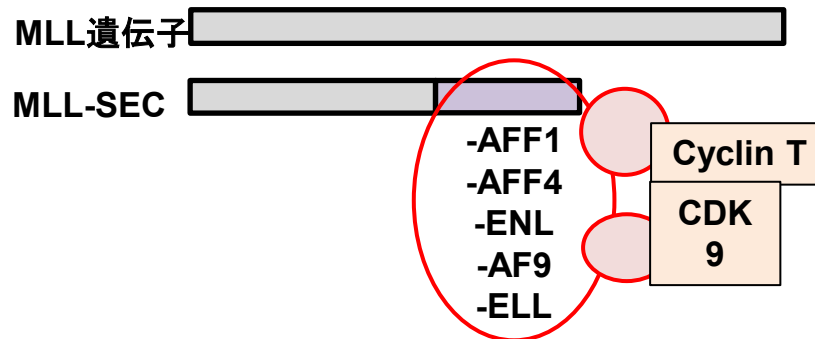 MLL遺伝子
MLL-SEC
-AFF1
-AFF4
-ENL
-AF9
-ELL
Cyclin T
CDK
9